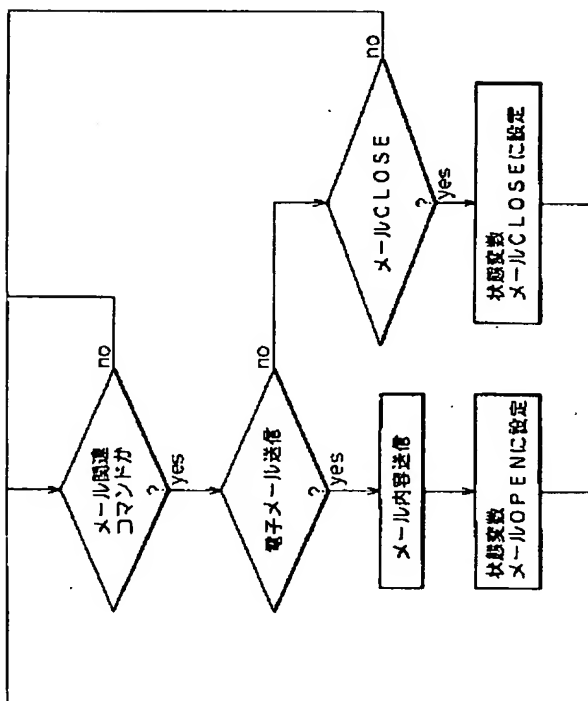 メール関連
コマンドか
?
no
yes
電子メール送信
?
no
yes
メールCLOSE
?
no
yes
メール内容送信
状態変数
メールOPENに設定
状態変数
メールCLOSEに設定